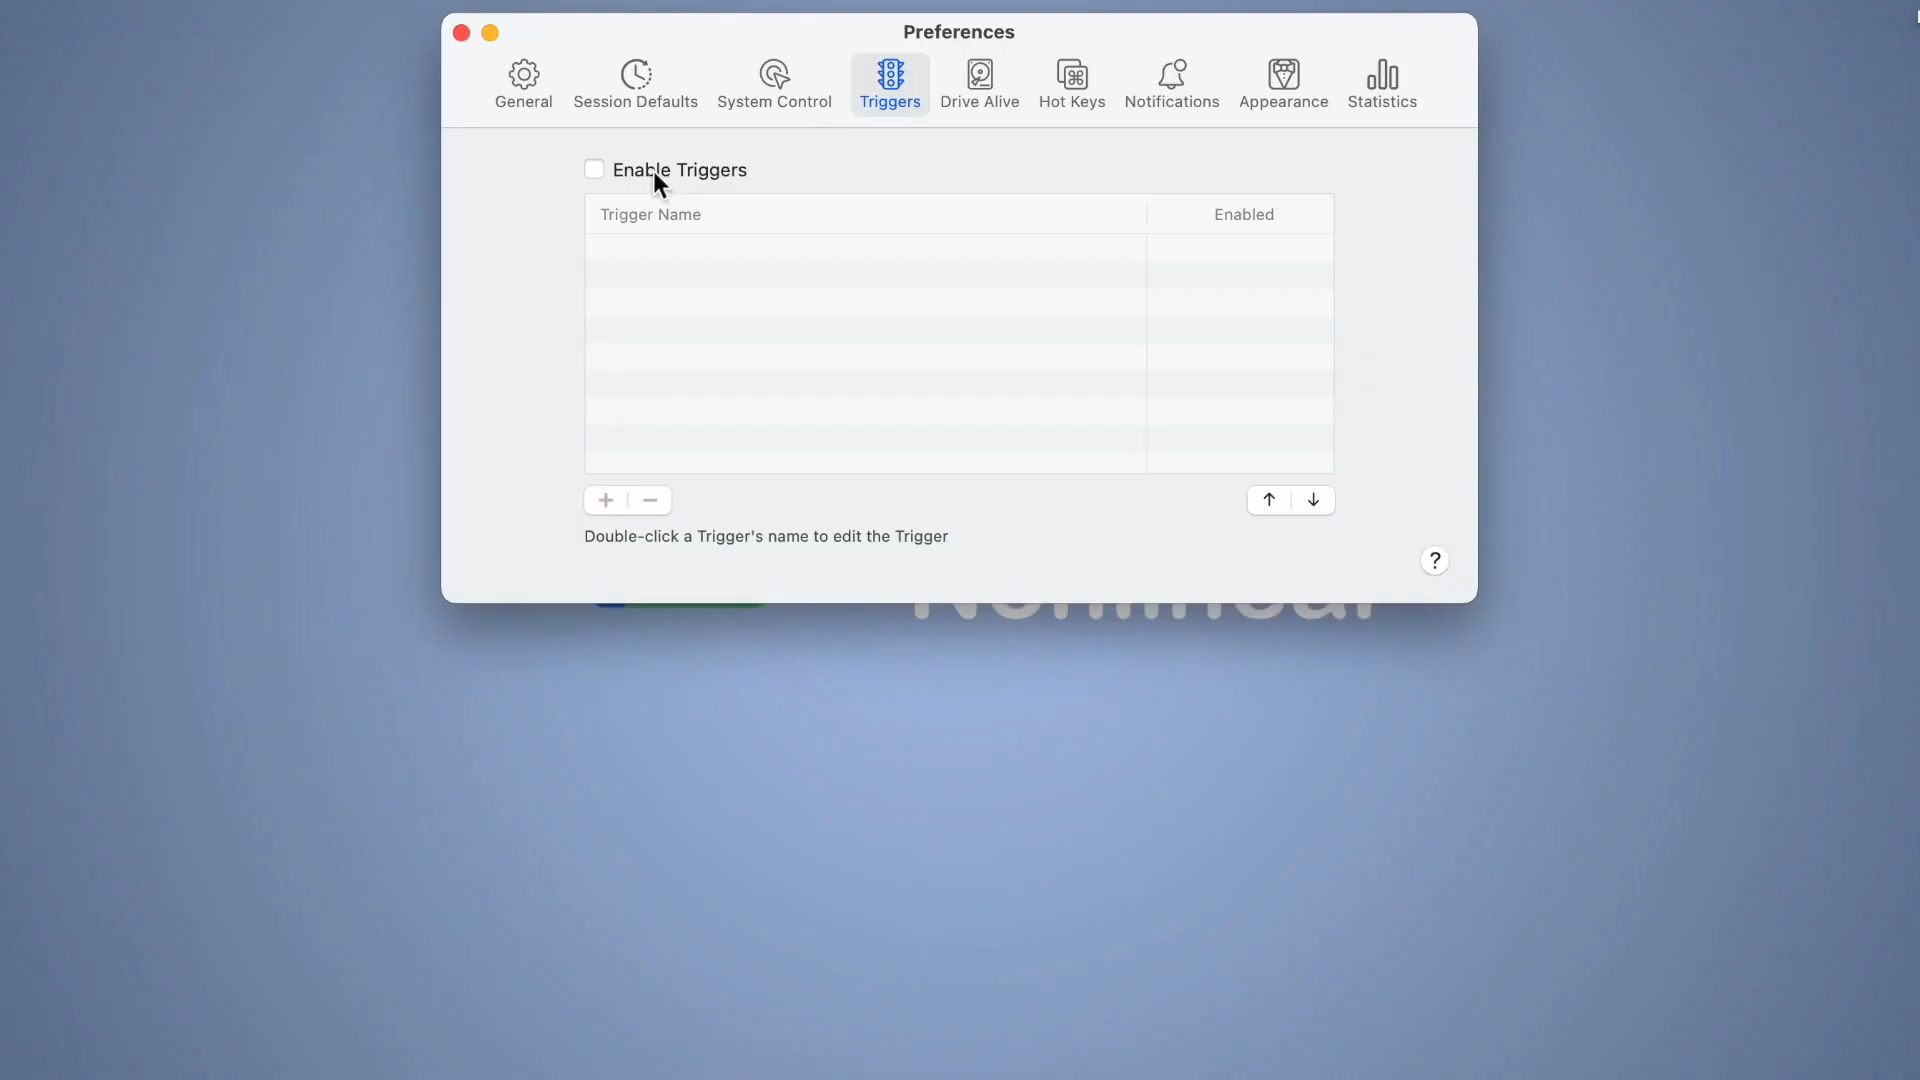 Preferences
General Session Defaults System Control Triggers Drive Alive Hot Keys Notifications Appearance Statistics
Enable Triggers
Trigger Name Enabled
Double-click a Trigger's name to edit the Trigger
?